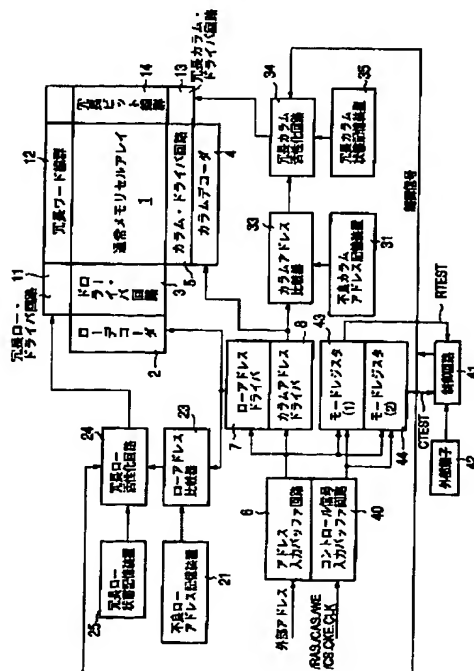 12
冗長ワード線群
11
冗長ロー・
ドライバ回路
通常メモリセルアレイ
1
冗長ビット線群
14
13
冗長カラム・
ドライバ回路
カラム・ドライバ回路
5
カラムデコーダ
4
ロー・
ドライバ回路
3
ローデコーダ
2
24
冗長ロー
活性化回路
25
冗長ロー
状態記憶装置
23
ローアドレス
比較器
不良ロー
アドレス記憶装置
21
34
冗長カラム
活性化回路
冗長カラム
状態記憶装置
35
33
カラムアドレス
比較器
不良カラム
アドレス記憶装置
31
制御信号
7
ローアドレス
ドライバ
カラムアドレス
ドライバ
8
43
モードレジスタ
(1)
モードレジスタ
(2)
44
RTEST
CTEST
制御回路
41
外部端子
42
6
アドレス
入力バッファ回路
コントロール信号
入力バッファ回路
40
外部アドレス
/RAS,/CAS,/WE
/CS,CKE,CLK